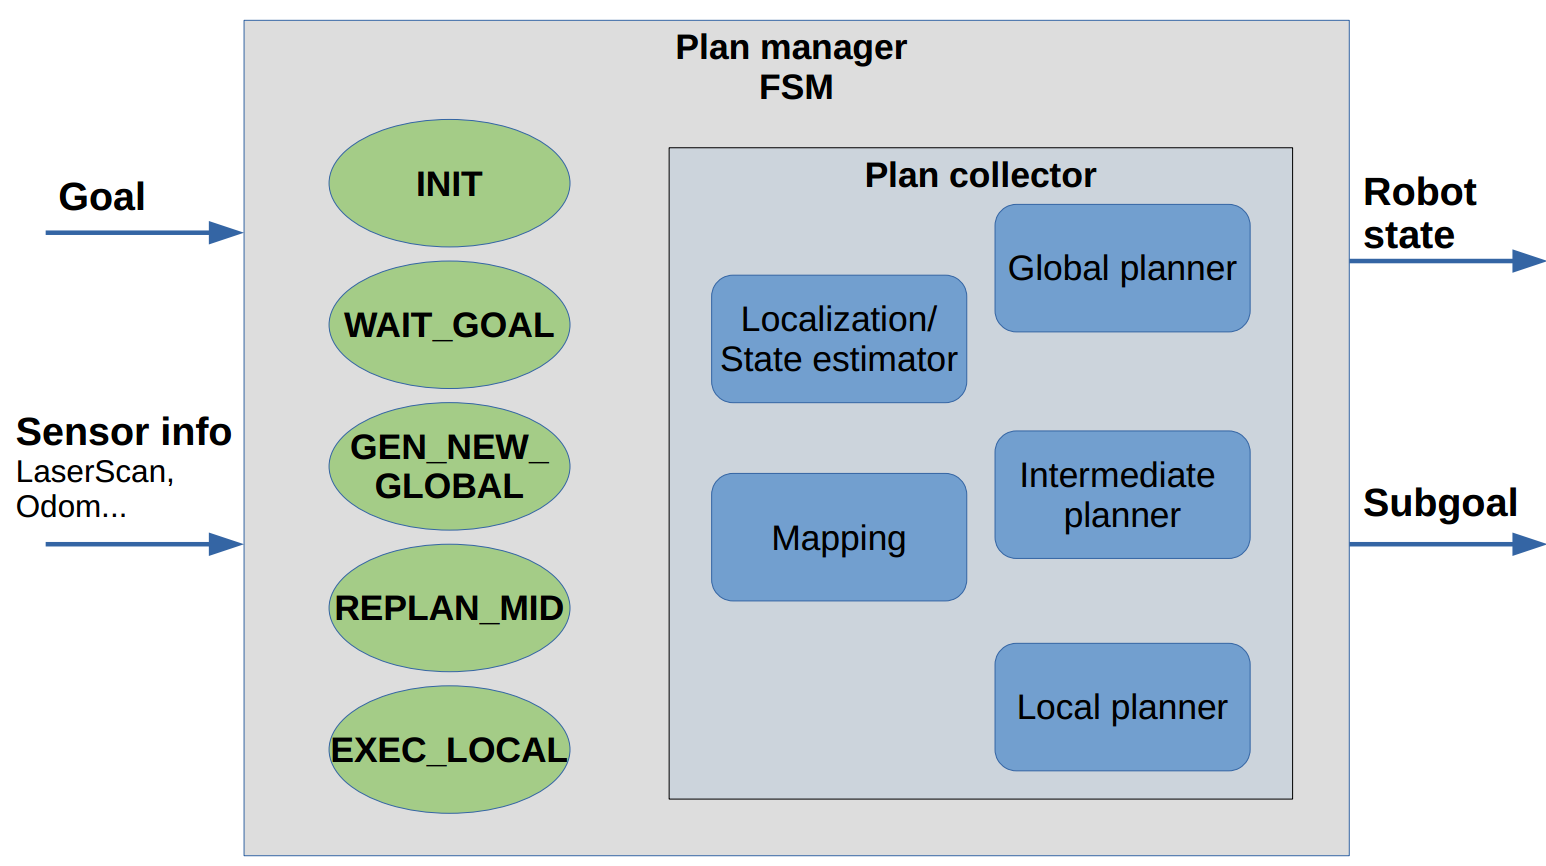 Plan manager
FSM
Goal
Sensor info
LaserScan,
Odom...
INIT
WAIT_GOAL
GEN_NEW_
GLOBAL
REPLAN_MID
EXEC_LOCAL
Plan collector
Localization/
State estimator
Mapping
Global planner
Intermediate
planner
Local planner
Robot
state
Subgoal